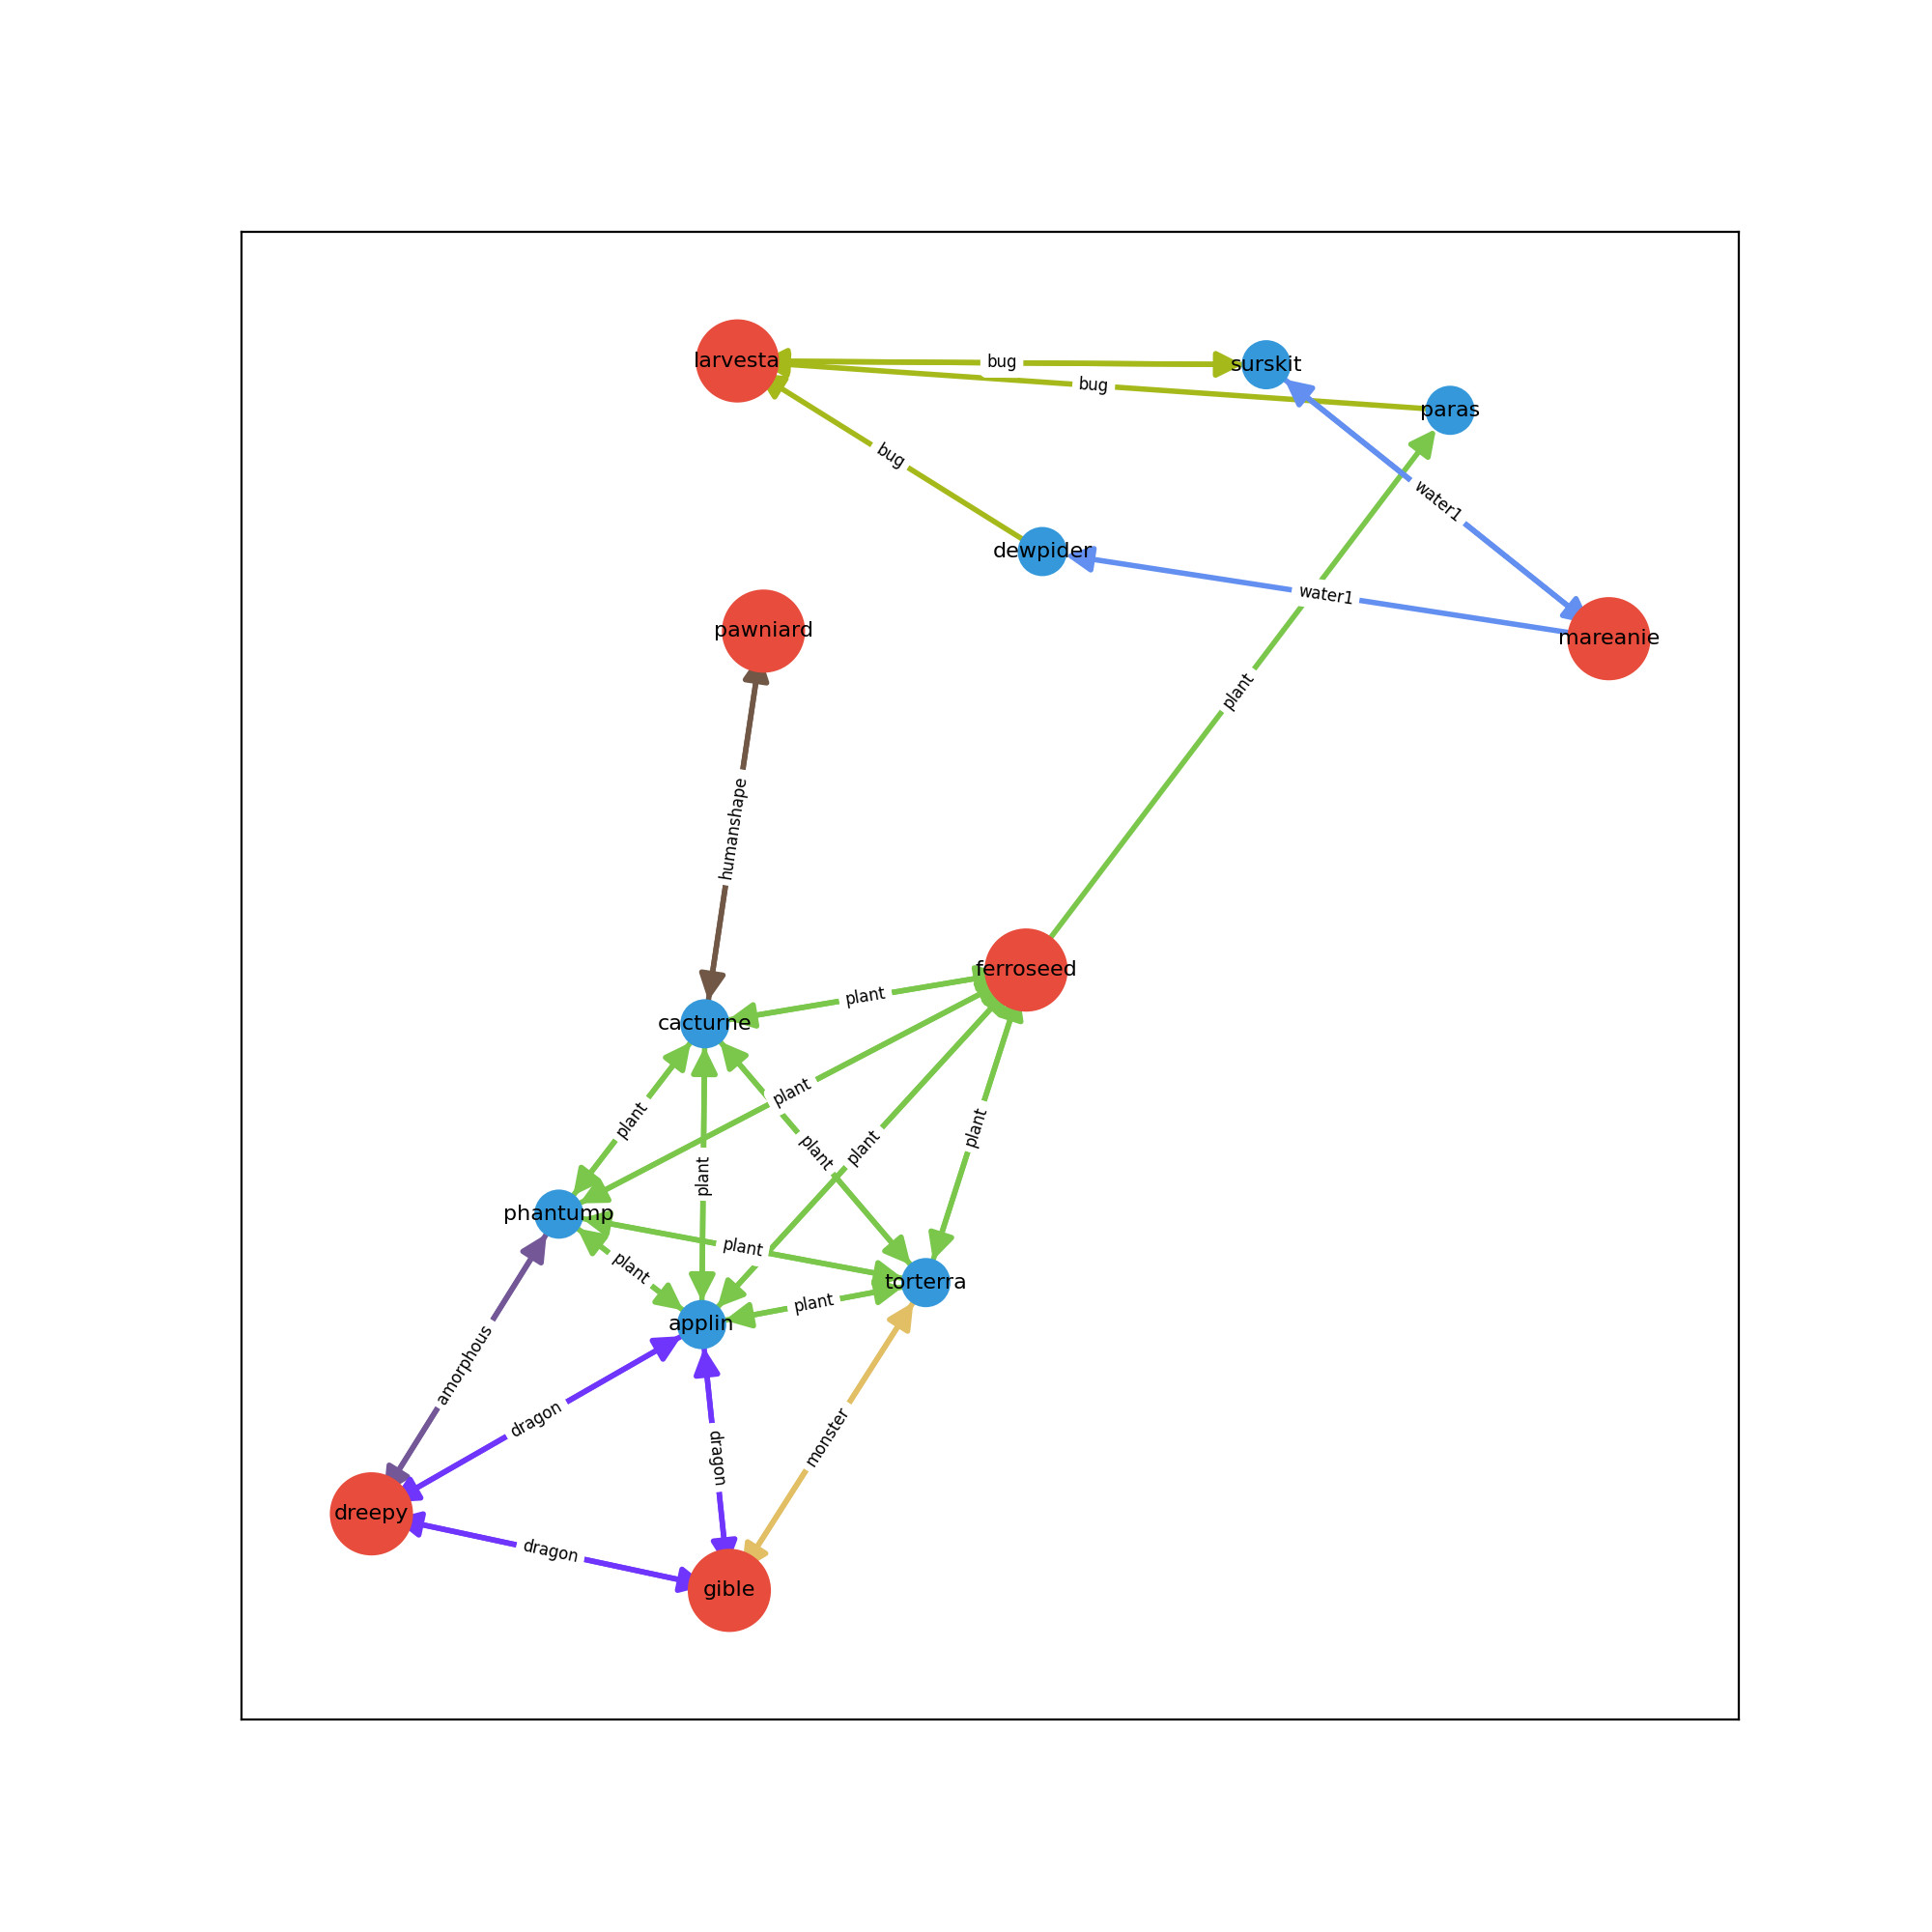 larvesta
bug
surskit
bug
paras
bug
water1
dewpider
water1
pawniard
mareanie
plant
humanshape
ferroseed
plant
cacturne
plant
plant
plant
plant
plant
plant
phantump
plant
plant
torterra
plant
applin
amorphous
dragon
monster
dragon
dreepy
dragon
gible